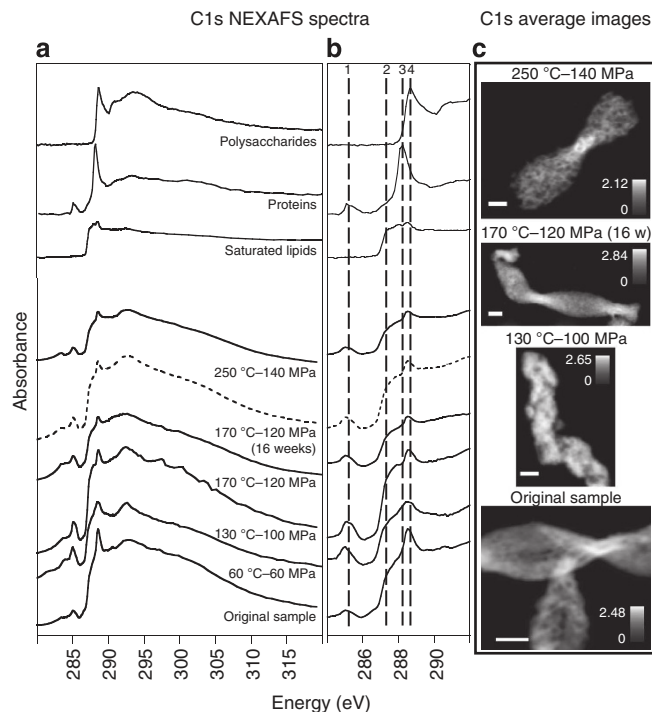 C1s NEXAFS spectra
C1s average images
a
b
c
1 2 3 4
Polysaccharides
Proteins
Saturated lipids
250 °C–140 MPa
170 °C–120 MPa
(16 weeks)
170 °C–120 MPa
130 °C–100 MPa
60 °C–60 MPa
Original sample
Absorbance
285
290
295
300
305
310
315
286
288
290
Energy (eV)
250 °C–140 MPa
2.12
0
170 °C–120 MPa (16 w)
2.84
0
130 °C–100 MPa
2.65
0
Original sample
2.48
0